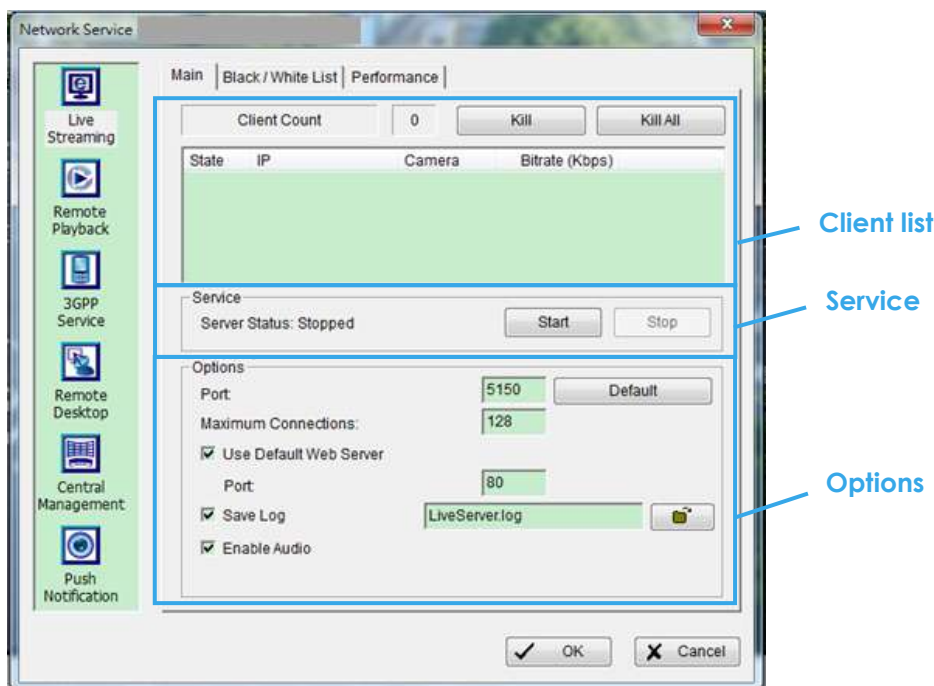 Network Service
Live
Streaming
Remote
Playback
3GPP
Service
Remote
Desktop
Central
Management
Push
Notification
Main Black / White List Performance
Client Count 0 Kill Kill All
State IP Camera Bitrate (Kbps)
Client list
Service
Server Status: Stopped Start Stop
Service
Options
Port: 5150 Default
Maximum Connections: 128
Use Default Web Server
Port: 80
Save Log LiveServer.log
Enable Audio
Options
OK Cancel